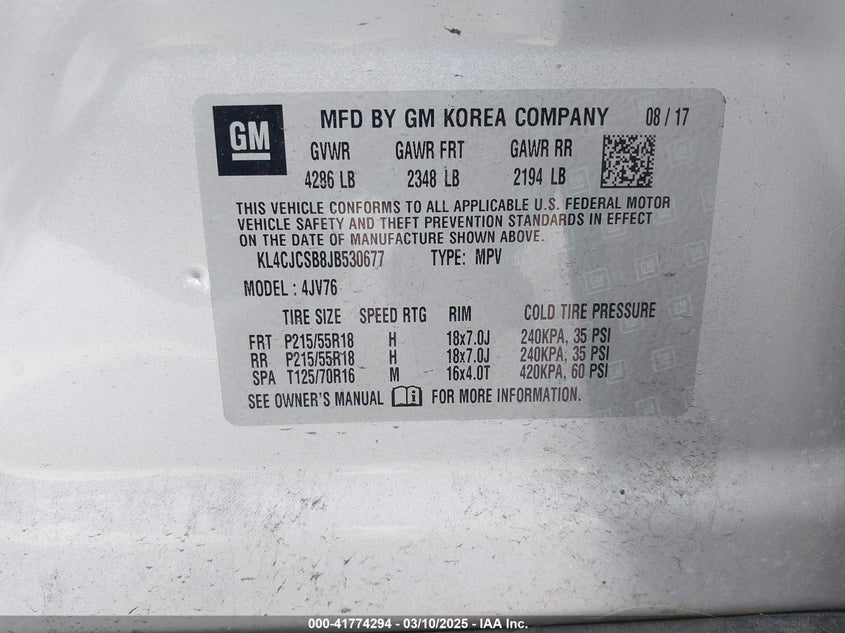 GM
MFD BY GM KOREA COMPANY 08 / 17
GVWR GAWR FRT GAWR RR
4286 LB 2348 LB 2194 LB
THIS VEHICLE CONFORMS TO ALL APPLICABLE U.S. FEDERAL MOTOR
VEHICLE SAFETY AND THEFT PREVENTION STANDARDS IN EFFECT
ON THE DATE OF MANUFACTURE SHOWN ABOVE.
KL4CJCSB8JB530677 TYPE: MPV
MODEL : 4JV76
TIRE SIZE SPEED RTG RIM COLD TIRE PRESSURE
FRT P215/55R18 H 18x7.0J 240KPA, 35 PSI
RR P215/55R18 H 18x7.0J 240KPA, 35 PSI
SPA T125/70R16 M 16x4.0T 420KPA, 60 PSI
SEE OWNER'S MANUAL FOR MORE INFORMATION.
000-41774294 - 03/10/2025 - IAA Inc.